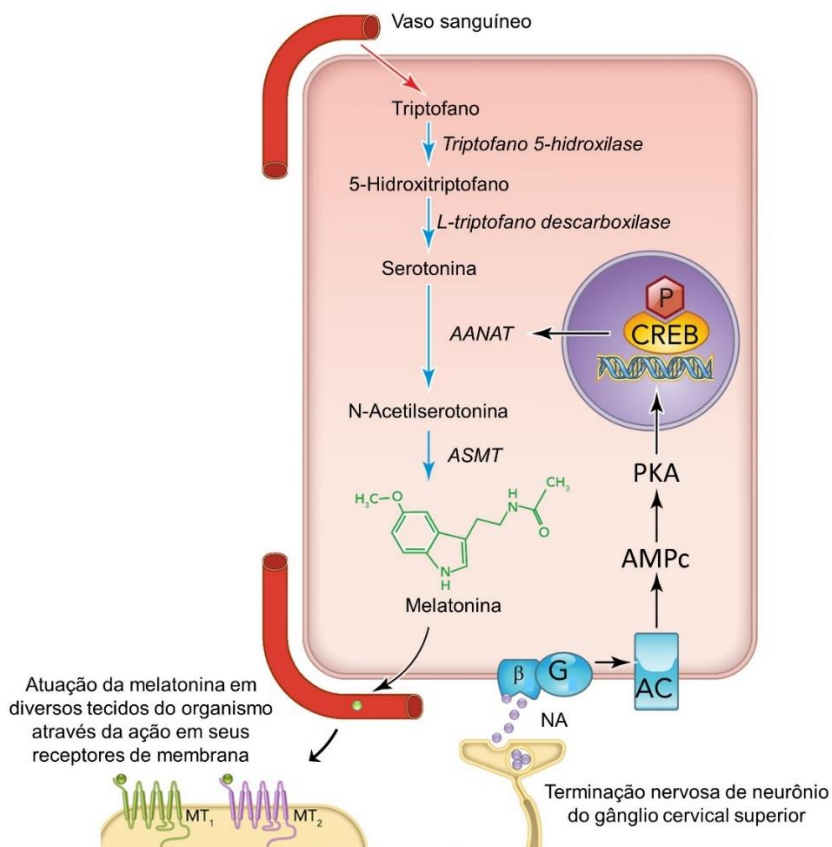 Vaso sanguíneo
Triptofano
Triptofano 5-hidroxilase
5-Hidroxitriptofano
L-triptofano descarboxilase
Serotonina
P
CREB
AANAT
N-Acetilserotonina
ASMT
PKA
H₃C
O
H
N
CH₃
O
N
H
AMPc
Melatonina
β
G
AC
NA
Atuação da melatonina em
diversos tecidos do organismo
através da ação em seus
receptores de membrana
MT₁
MT₂
Terminação nervosa de neurônio
do gânglio cervical superior